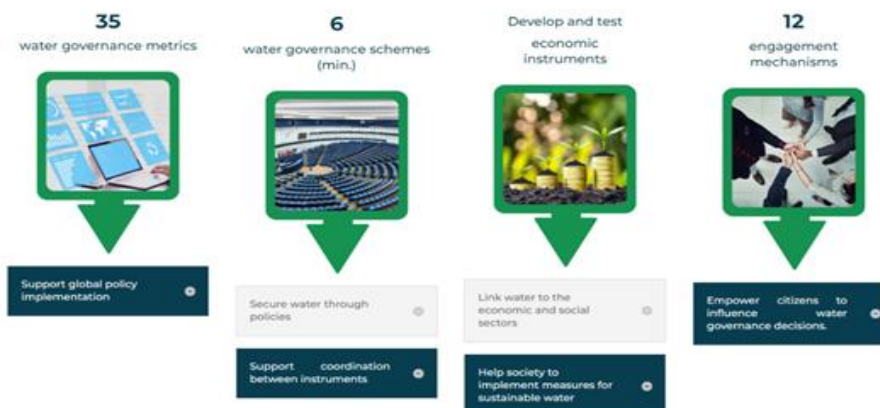 35
water governance metrics
Support global policy
implementation
6
water governance schemes
(min.)
Secure water through
policies
Support coordination
between instruments
Develop and test
economic
instruments
Link water to the
economic and social
sectors
Help society to
implement measures for
sustainable water
12
engagement
mechanisms
Empower citizens to
influence water
governance decisions.